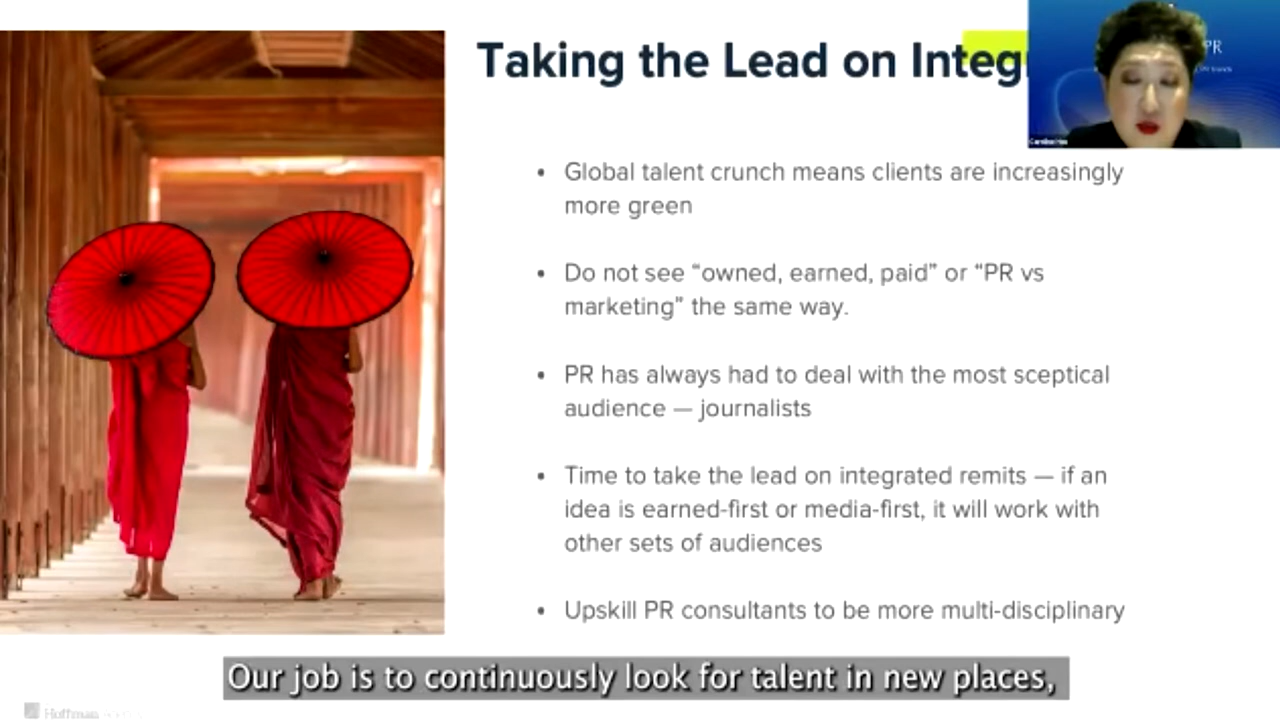 Taking the Lead on Integ
PR
Global talent crunch means clients are increasingly
more green
Do not see “owned, earned, paid” or “PR vs
marketing” the same way.
PR has always had to deal with the most sceptical
audience — journalists
Time to take the lead on integrated remits — if an
idea is earned-first or media-first, it will work with
other sets of audiences
Upskill PR consultants to be more multi-disciplinary
Our job is to continuously look for talent in new places,